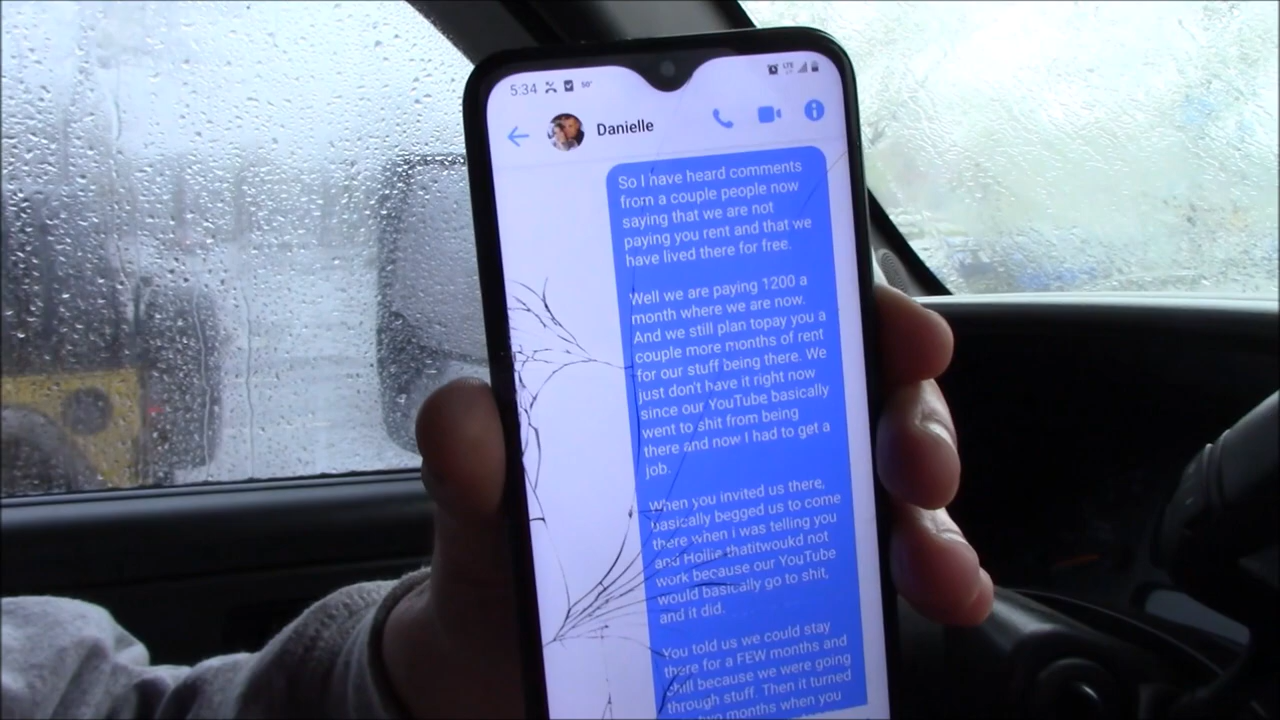 5:34
50°
LTE
Danielle
So I have heard comments
from a couple people now
saying that we are not
paying you rent and that we
have lived there for free.
Well we are paying 1200 a
month where we are now.
And we still plan topay you a
couple more months of rent
for our stuff being there. We
just don't have it right now
since our YouTube basically
went to shit from being
there and now I had to get a
job.
When you invited us there,
basically begged us to come
there when i was telling you
and Hollie thatitwoukd not
work because our YouTube
would basically go to shit,
and it did.
You told us we could stay
there for a FEW months and
chill because we were going
through stuff. Then it turned
two months when you